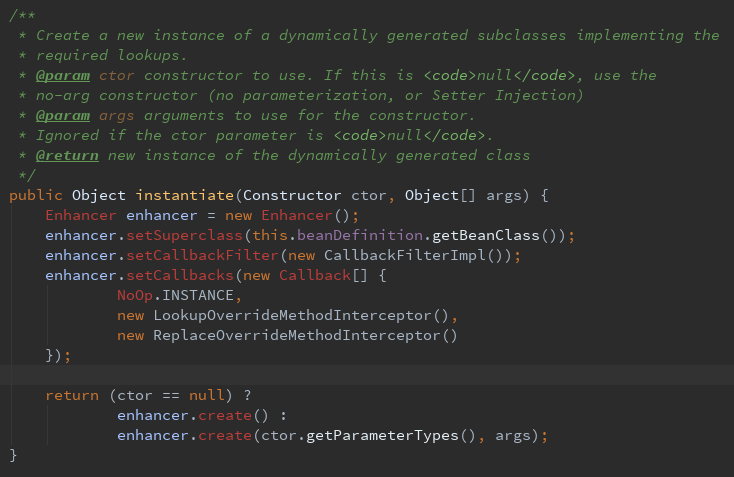 /**
 * Create a new instance of a dynamically generated subclasses implementing the
 * required lookups.
 * @param ctor constructor to use. If this is <code>null</code>, use the
 * no-arg constructor (no parameterization, or Setter Injection)
 * @param args arguments to use for the constructor.
 * Ignored if the ctor parameter is <code>null</code>.
 * @return new instance of the dynamically generated class
 */
public Object instantiate(Constructor ctor, Object[] args) {
    Enhancer enhancer = new Enhancer();
    enhancer.setSuperclass(this.beanDefinition.getBeanClass());
    enhancer.setCallbackFilter(new CallbackFilterImpl());
    enhancer.setCallbacks(new Callback[] {
            NoOp.INSTANCE,
            new LookupOverrideMethodInterceptor(),
            new ReplaceOverrideMethodInterceptor()
    });
    return (ctor == null) ?
            enhancer.create() :
            enhancer.create(ctor.getParameterTypes(), args);
}